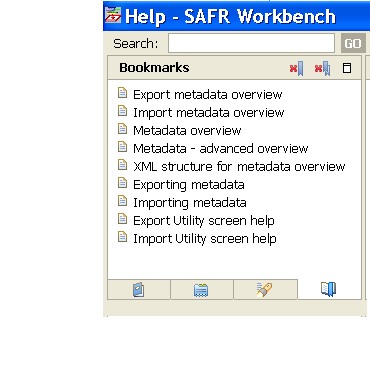 Help - SAFR Workbench
Search: GO
Bookmarks
Export metadata overview
Import metadata overview
Metadata overview
Metadata - advanced overview
XML structure for metadata overview
Exporting metadata
Importing metadata
Export Utility screen help
Import Utility screen help